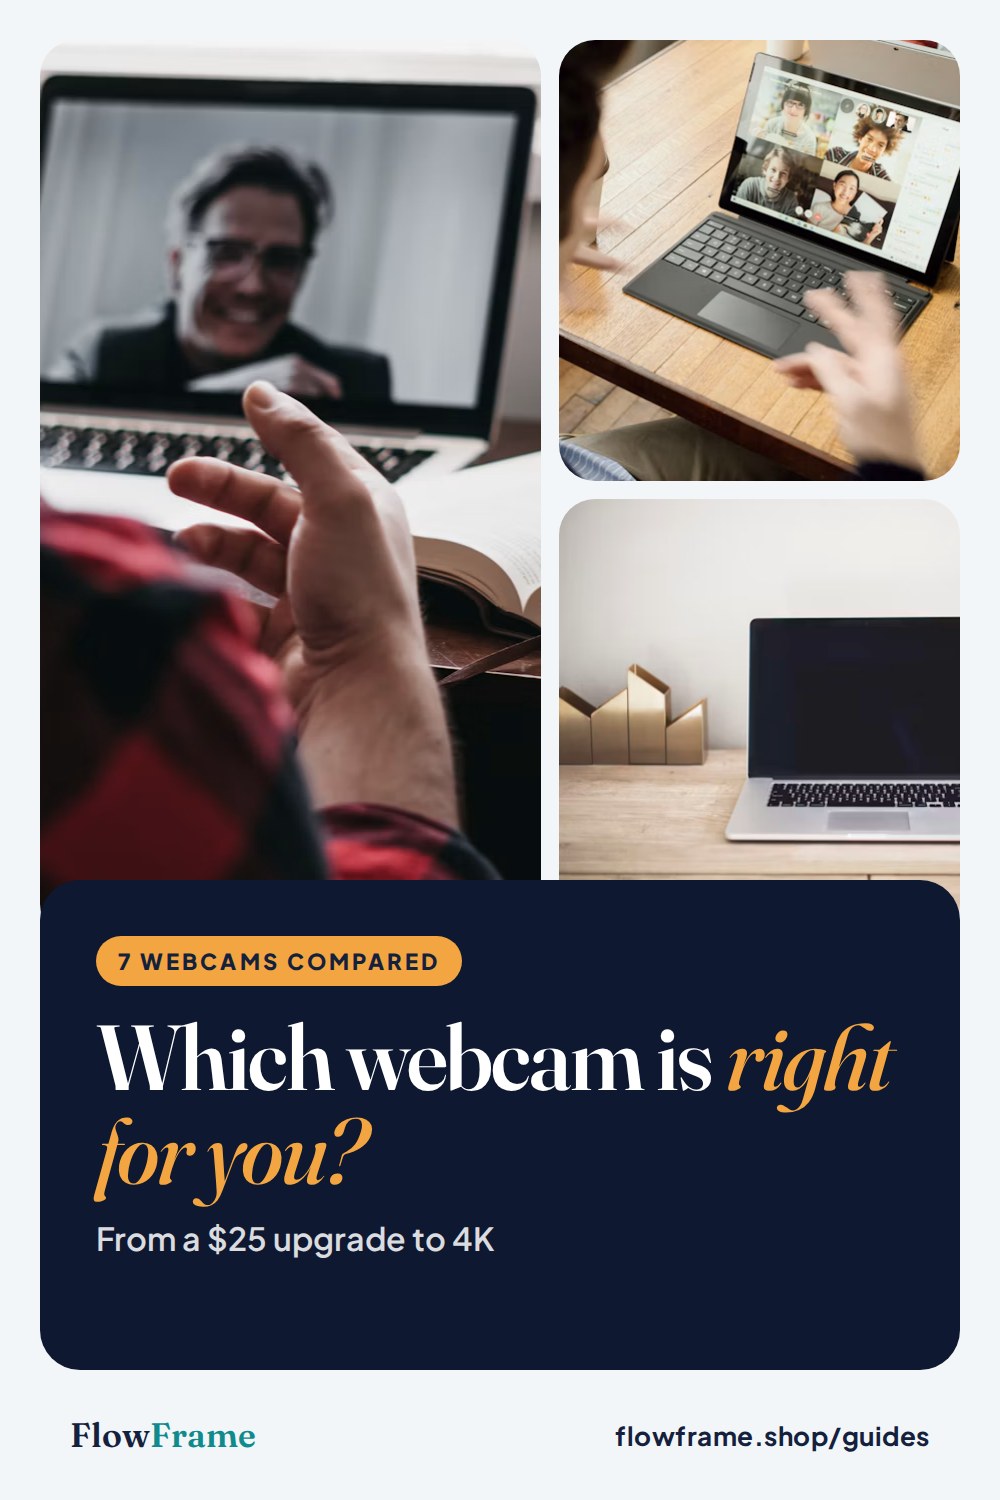 7 WEBCAMS COMPARED
Which webcam is right
for you?
From a $25 upgrade to 4K
FlowFrame
flowframe.shop/guides